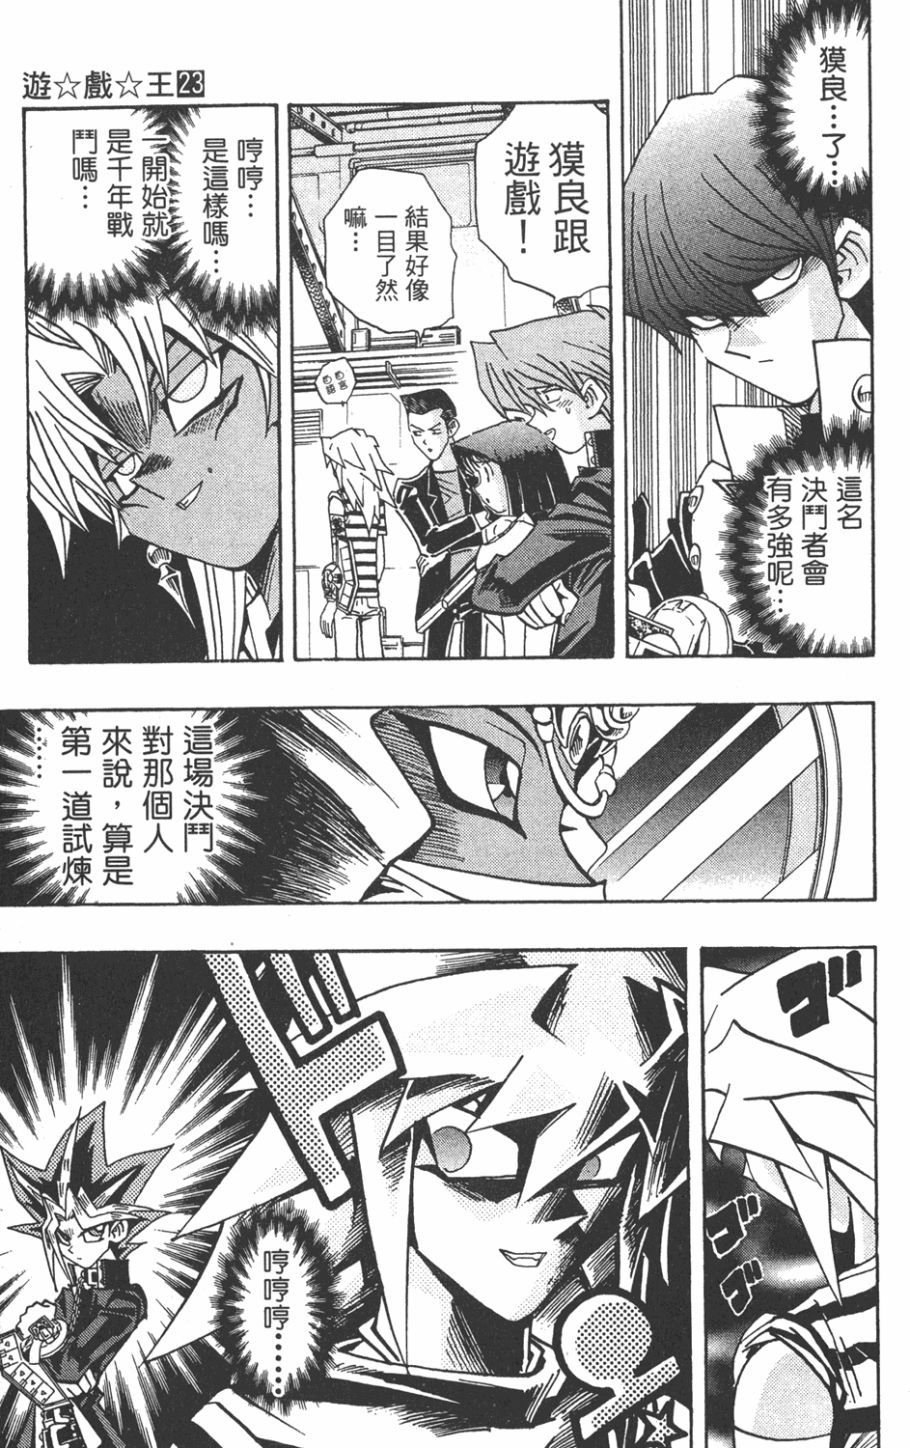 遊☆戲☆王23
獏良…了…
這名
決鬥者會
有多強呢…
獏良跟
遊戲！
結果好像
一目了然
嘛…
哼哼…
是這樣嗎…
一開始就
是千年戰
鬥嗎…
這場決鬥
對那個人
來說，算是
第一道試煉
……
ゴ
ゴ
ゴ
哼哼哼……